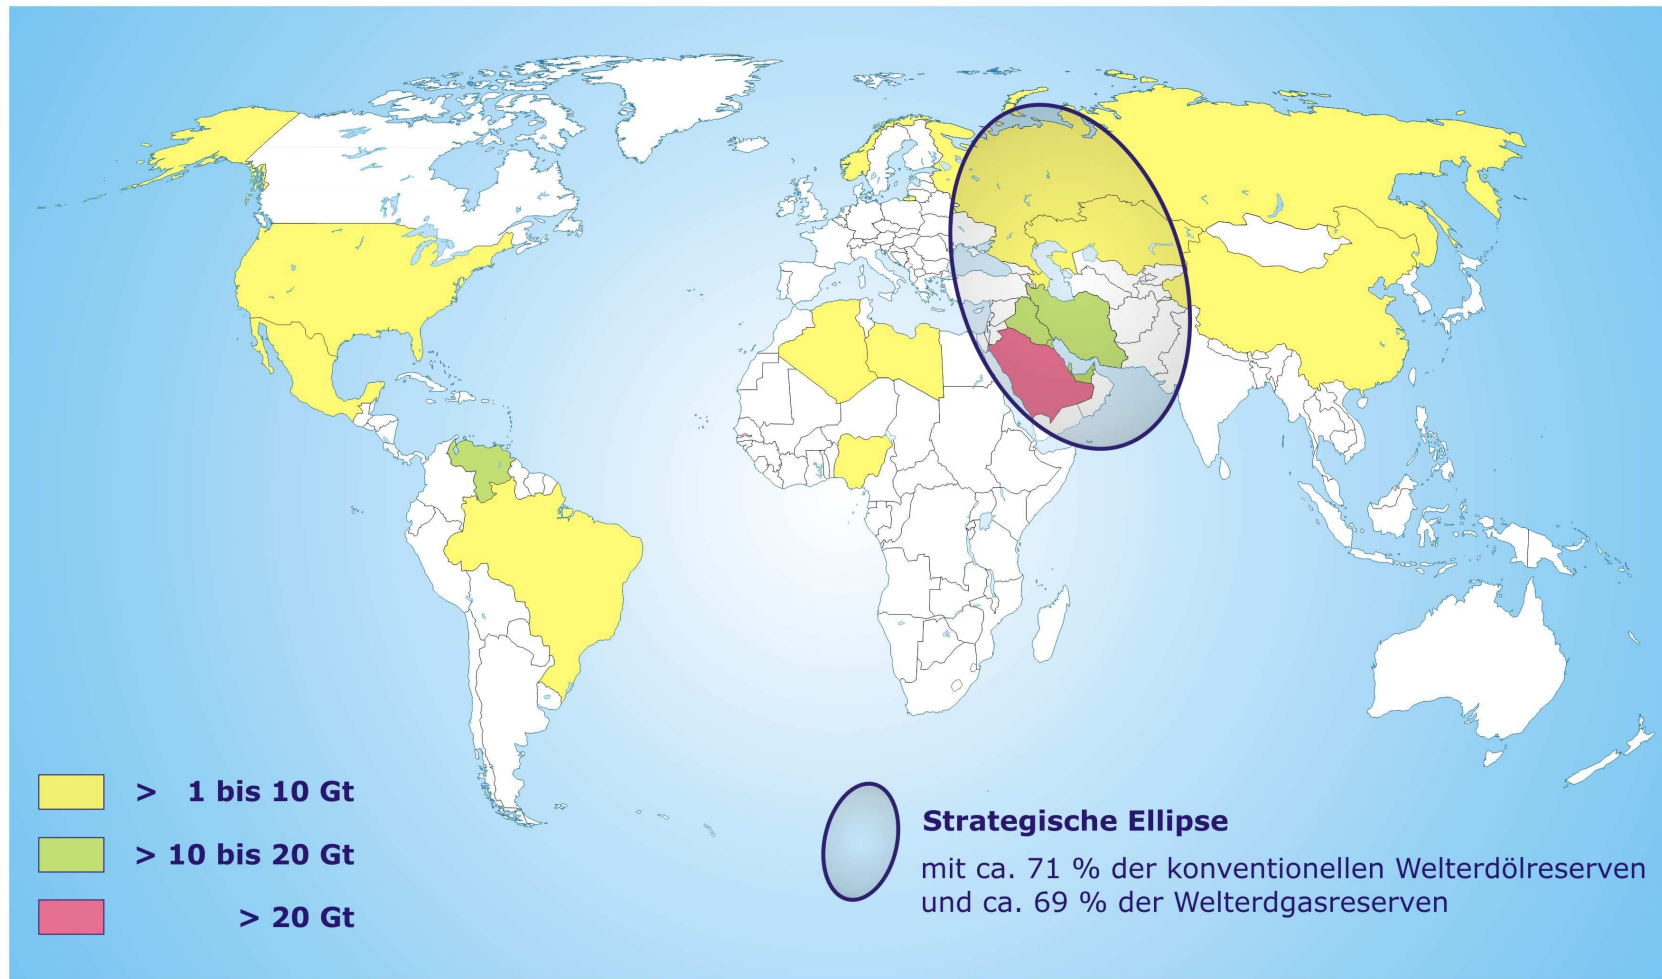 > 1 bis 10 Gt
> 10 bis 20 Gt
> 20 Gt
Strategische Ellipse
mit ca. 71 % der konventionellen Welterdölreserven
und ca. 69 % der Welterdgasreserven